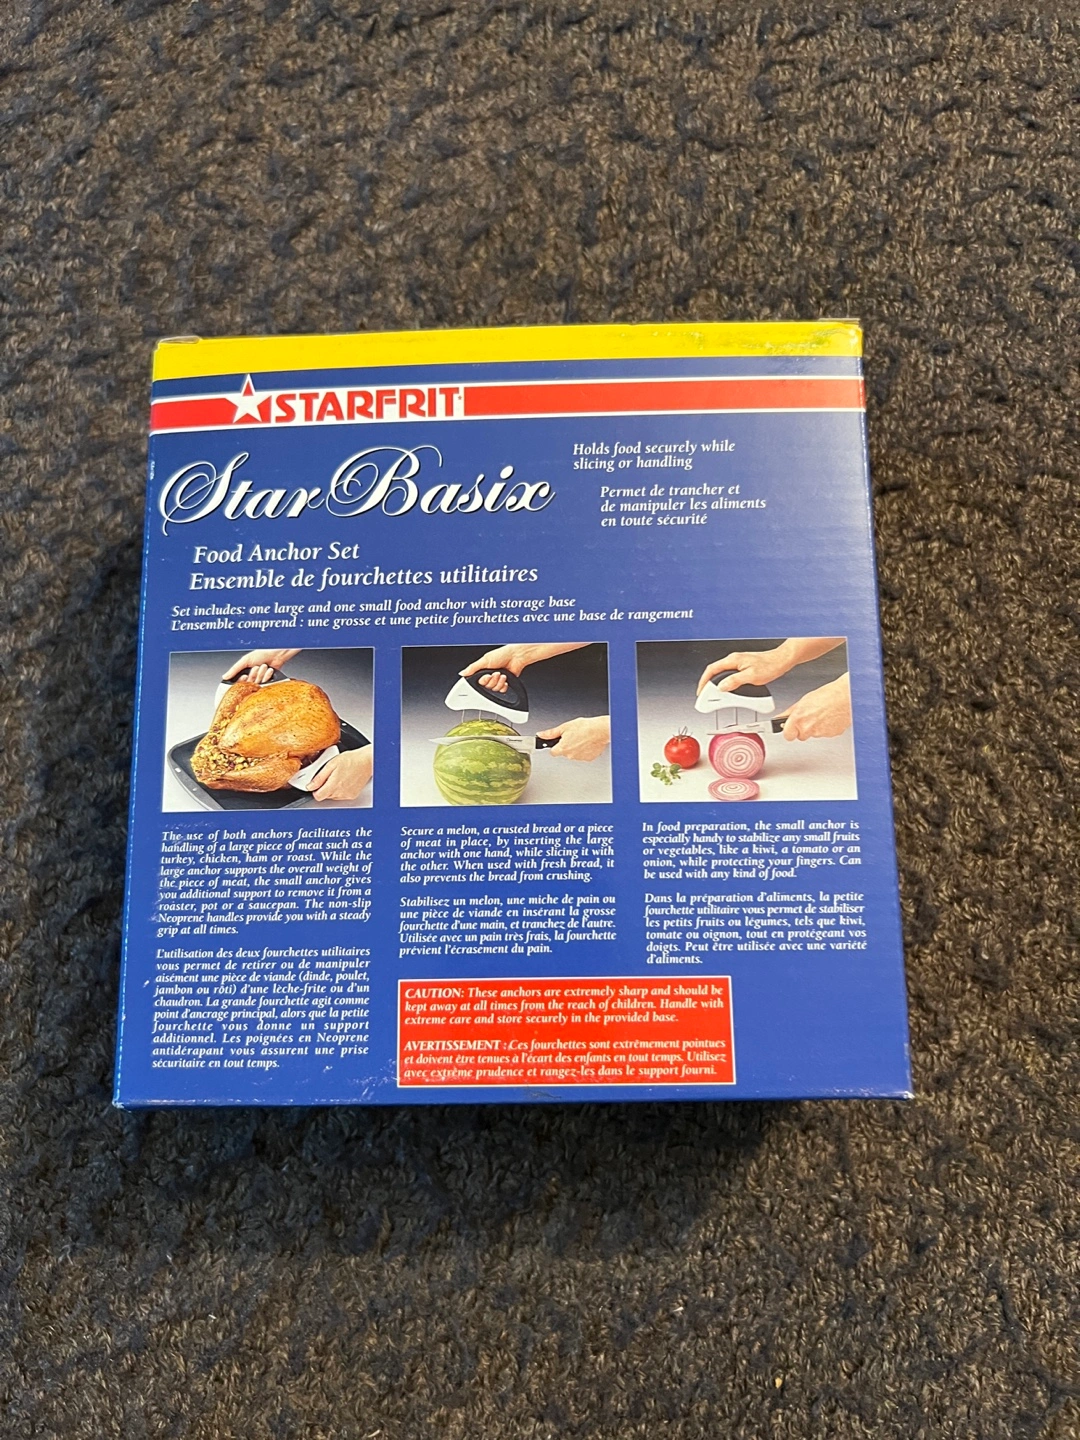 STARFRIT
Star Basix
Holds food securely while
slicing or handling
Permet de trancher et
de manipuler les aliments
en toute sécurité
Food Anchor Set
Ensemble de fourchettes utilitaires
Set includes: one large and one small food anchor with storage base
L'ensemble comprend : une grosse et une petite fourchettes avec une base de rangement
The use of both anchors facilitates the
handling of a large piece of meat such as a
turkey, chicken, ham or roast. While the
large anchor supports the overall weight of
the piece of meat, the small anchor gives
you additional support to remove it from a
roaster, pot or a saucepan. The non-slip
Neoprene handles provide you with a steady
grip at all times.
L'utilisation des deux fourchettes utilitaires
vous permet de retirer ou de manipuler
aisément une pièce de viande (dinde, poulet,
jambon ou rôti) d'une lèche-frite ou d'un
chaudron. La grande fourchette agit comme
point d'ancrage principal, alors que la petite
fourchette vous donne un support
additionnel. Les poignées en Neoprene
antidérapant vous assurent une prise
sécuritaire en tout temps.
Secure a melon, a crusted bread or a piece
of meat in place, by inserting the large
anchor with one hand, while slicing it with
the other. When used with fresh bread, it
also prevents the bread from crushing.
Stabilisez un melon, une miche de pain ou
une pièce de viande en insérant la grosse
fourchette d'une main, et tranchez de l'autre.
Utilisée avec un pain très frais, la fourchette
prévient l'écrasement du pain.
In food preparation, the small anchor is
especially handy to stabilize any small fruits
or vegetables, like a kiwi, a tomato or an
onion, while protecting your fingers. Can
be used with any kind of food.
Dans la préparation d'aliments, la petite
fourchette utilitaire vous permet de stabiliser
les petits fruits ou légumes, tels que kiwi,
tomate ou oignon, tout en protégeant vos
doigts. Peut être utilisée avec une variété
d'aliments.
CAUTION: These anchors are extremely sharp and should be
kept away at all times from the reach of children. Handle with
extreme care and store securely in the provided base.
AVERTISSEMENT : Ces fourchettes sont extrêmement pointues
et doivent être tenues à l'écart des enfants en tout temps. Utilisez
avec extrême prudence et rangez-les dans le support fourni.